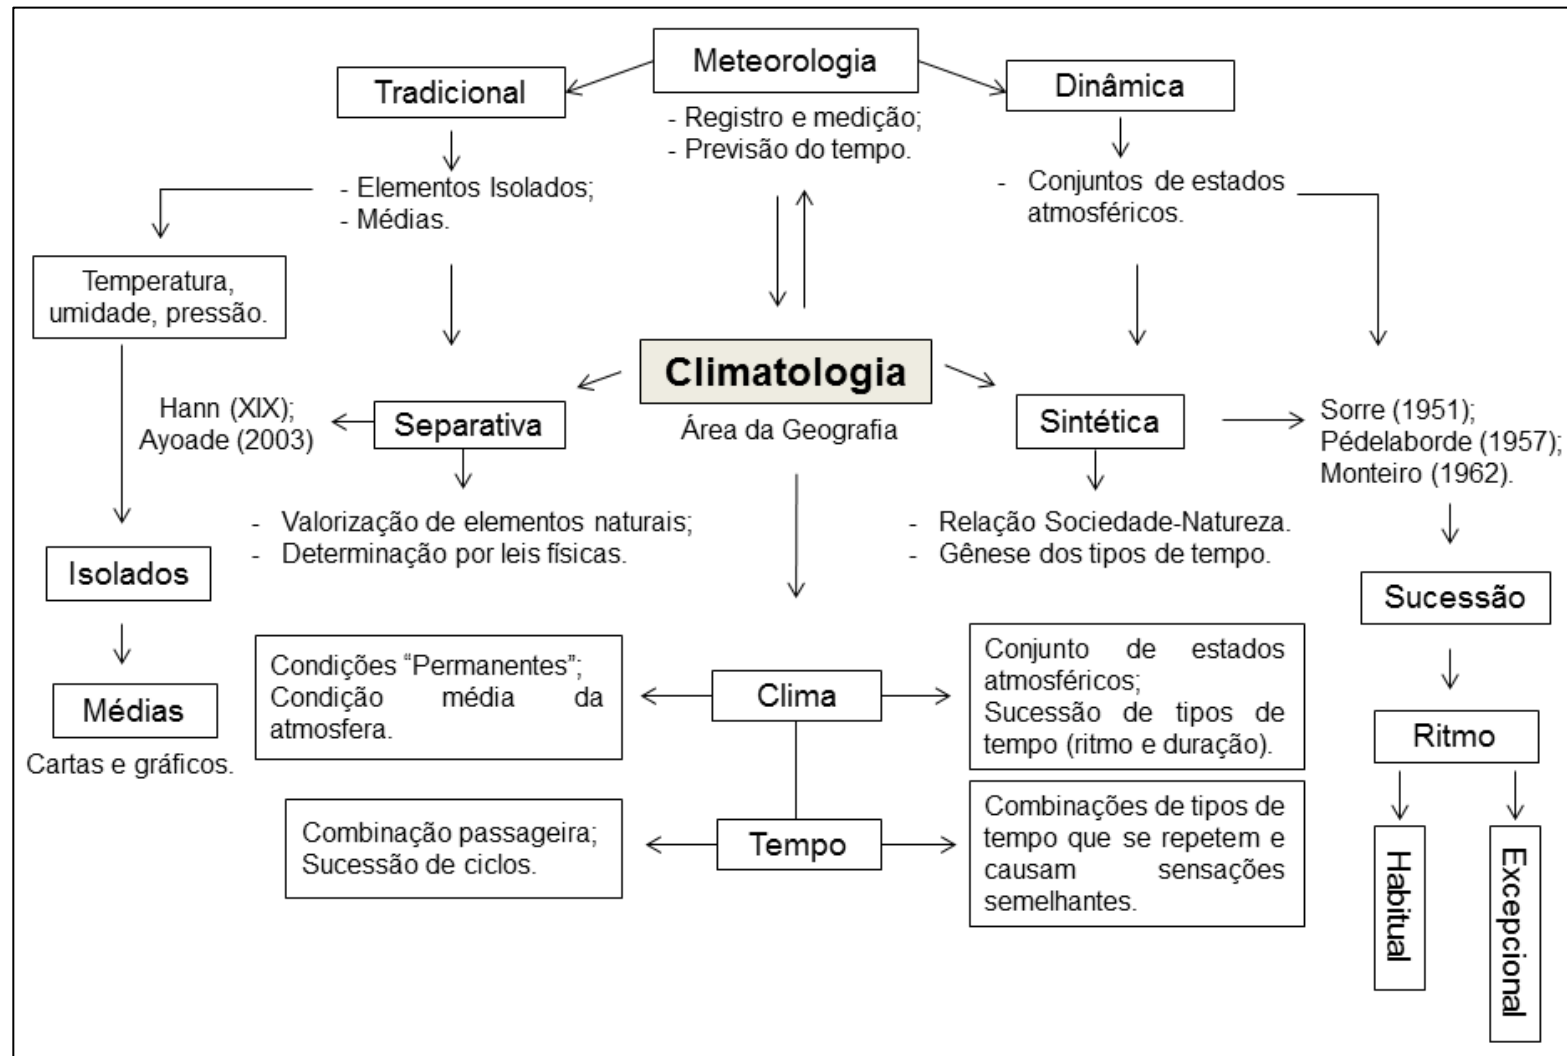 Meteorologia
Tradicional
Dinâmica
- Registro e medição;
- Previsão do tempo.
- Elementos Isolados;
- Médias.
- Conjuntos de estados
atmosféricos.
Temperatura,
umidade, pressão.
Climatologia
Área da Geografia
Hann (XIX);
Ayoade (2003)
Separativa
Sintética
Sorre (1951);
Pédelaborde (1957);
Monteiro (1962).
- Valorização de elementos naturais;
- Determinação por leis físicas.
- Relação Sociedade-Natureza.
- Gênese dos tipos de tempo.
Isolados
Sucessão
Médias
Cartas e gráficos.
Condições “Permanentes”;
Condição média da
atmosfera.
Clima
Conjunto de estados
atmosféricos;
Sucessão de tipos de
tempo (ritmo e duração).
Ritmo
Combinação passageira;
Sucessão de ciclos.
Tempo
Combinações de tipos de
tempo que se repetem e
causam sensações
semelhantes.
Habitual
Excepcional